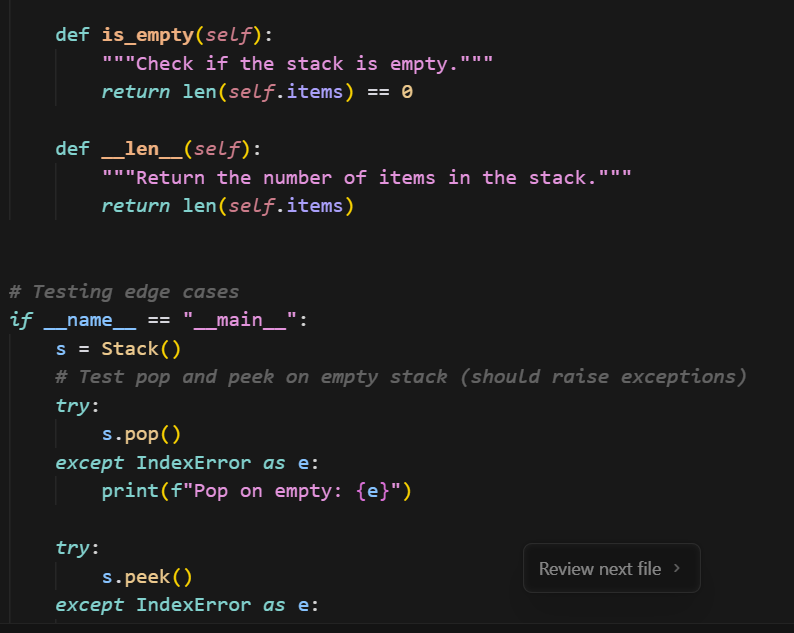 def is_empty(self):
        """Check if the stack is empty."""
        return len(self.items) == 0

    def __len__(self):
        """Return the number of items in the stack."""
        return len(self.items)


# Testing edge cases
if __name__ == "__main__":
    s = Stack()
    # Test pop and peek on empty stack (should raise exceptions)
    try:
        s.pop()
    except IndexError as e:
        print(f"Pop on empty: {e}")

    try:
        s.peek()
    except IndexError as e:
Review next file >